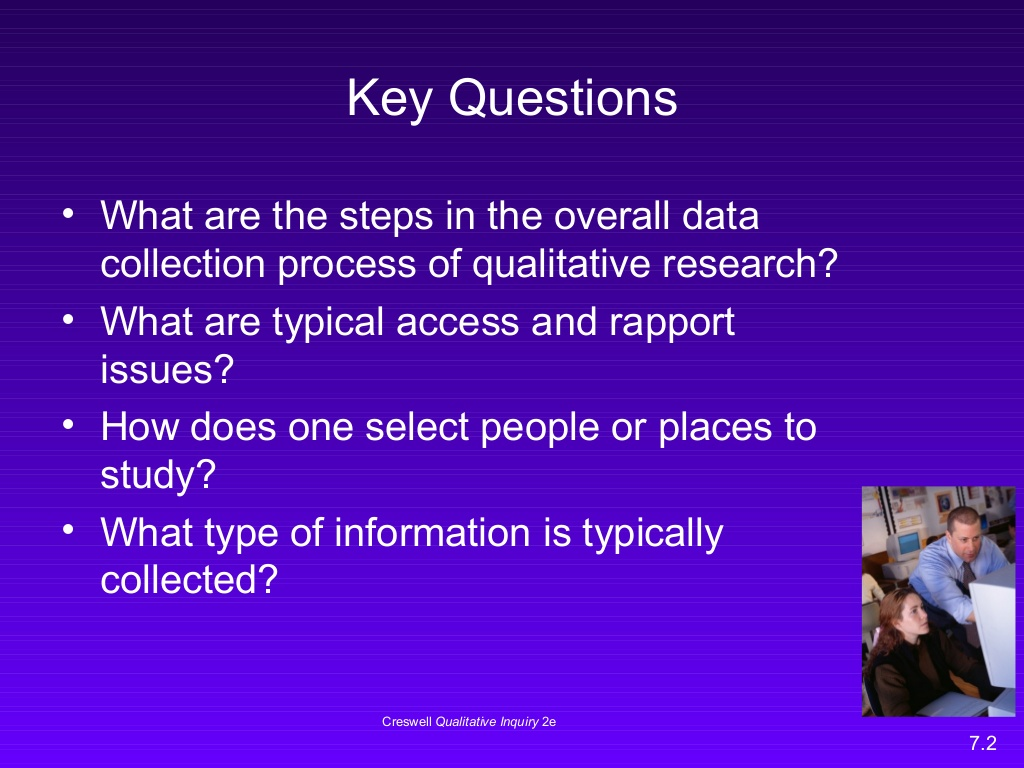 Key Questions
• What are the steps in the overall data
collection process of qualitative research?
• What are typical access and rapport
issues?
• How does one select people or places to
study?
• What type of information is typically
collected?
Creswell Qualitative Inquiry 2e
7.2